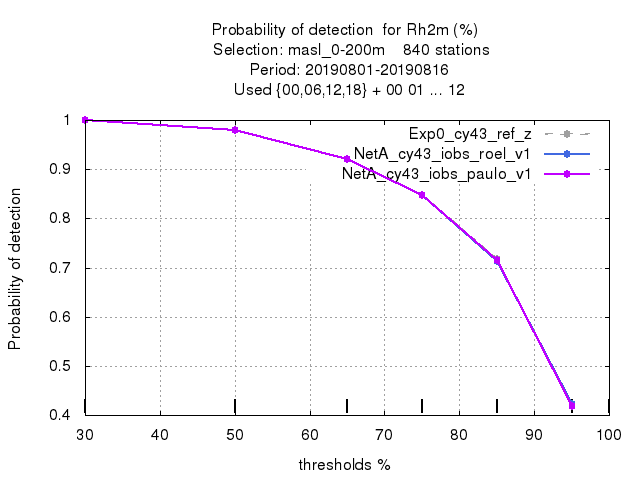 Probability of detection  for Rh2m (%)
Selection: masl_0-200m    840 stations
Period: 20190801-20190816
Used {00,06,12,18} + 00 01 ... 12
Exp0_cy43_ref_z
NetA_cy43_iobs_roel_v1
NetA_cy43_iobs_paulo_v1
Probability of detection
1
0.9
0.8
0.7
0.6
0.5
0.4
30 40 50 60 70 80 90 100
thresholds %